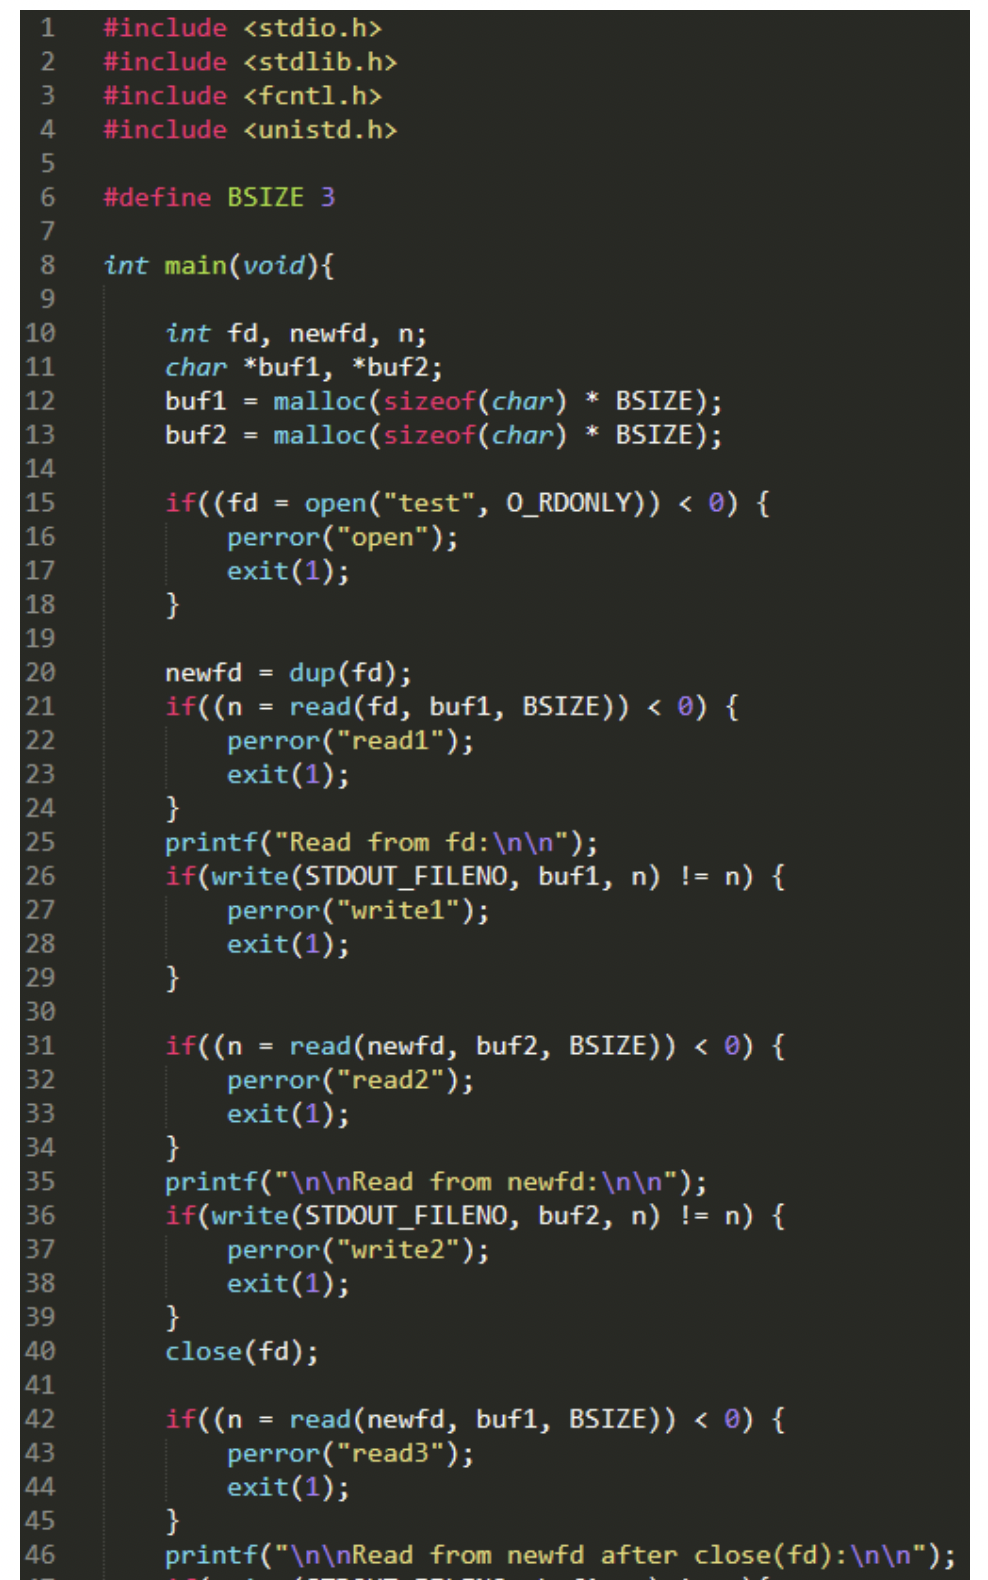 1 #include <stdio.h>
2 #include <stdlib.h>
3 #include <fcntl.h>
4 #include <unistd.h>
5
6 #define BSIZE 3
7
8 int main(void){
9
10 int fd, newfd, n;
11 char *buf1, *buf2;
12 buf1 = malloc(sizeof(char) * BSIZE);
13 buf2 = malloc(sizeof(char) * BSIZE);
14
15 if((fd = open("test", O_RDONLY)) < 0) {
16 perror("open");
17 exit(1);
18 }
19
20 newfd = dup(fd);
21 if((n = read(fd, buf1, BSIZE)) < 0) {
22 perror("read1");
23 exit(1);
24 }
25 printf("Read from fd:\n\n");
26 if(write(STDOUT_FILENO, buf1, n) != n) {
27 perror("write1");
28 exit(1);
29 }
30
31 if((n = read(newfd, buf2, BSIZE)) < 0) {
32 perror("read2");
33 exit(1);
34 }
35 printf("\n\nRead from newfd:\n\n");
36 if(write(STDOUT_FILENO, buf2, n) != n) {
37 perror("write2");
38 exit(1);
39 }
40 close(fd);
41
42 if((n = read(newfd, buf1, BSIZE)) < 0) {
43 perror("read3");
44 exit(1);
45 }
46 printf("\n\nRead from newfd after close(fd):\n\n");